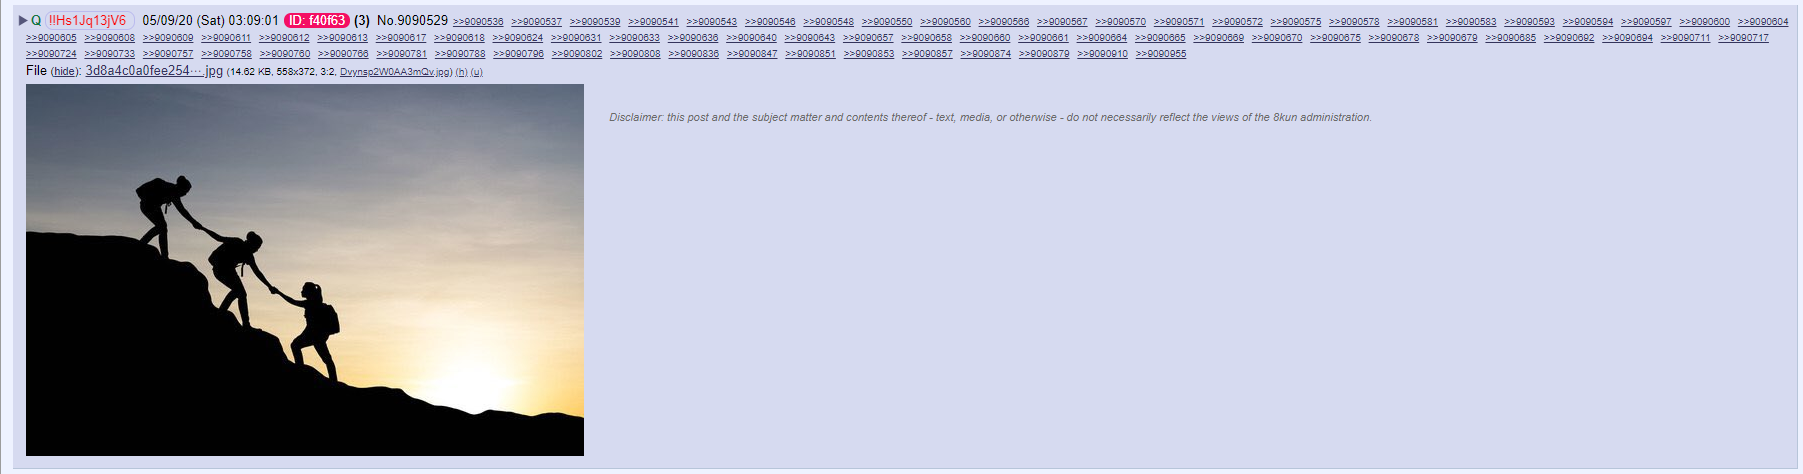 ▶Q !!Hs1Jq13jV6 05/09/20 (Sat) 03:09:01 ID: f40f63 (3) No.9090529 >>9090536 >>9090537 >>9090539 >>9090541 >>9090543 >>9090546 >>9090548 >>9090550 >>9090560 >>9090566 >>9090567 >>9090570 >>9090571 >>9090572 >>9090575 >>9090578 >>9090581 >>9090583 >>9090593 >>9090594 >>9090597 >>9090600 >>9090604
>>9090605 >>9090608 >>9090609 >>9090611 >>9090612 >>9090613 >>9090617 >>9090618 >>9090624 >>9090631 >>9090633 >>9090636 >>9090640 >>9090643 >>9090657 >>9090658 >>9090660 >>9090661 >>9090664 >>9090665 >>9090669 >>9090670 >>9090675 >>9090678 >>9090679 >>9090685 >>9090692 >>9090694 >>9090711 >>9090717
>>9090724 >>9090733 >>9090757 >>9090758 >>9090760 >>9090766 >>9090781 >>9090788 >>9090796 >>9090802 >>9090808 >>9090836 >>9090847 >>9090851 >>9090853 >>9090857 >>9090874 >>9090879 >>9090910 >>9090955
File (hide): 3d8a4c0a0fee254⋯.jpg (14.62 KB, 558x372, 3:2, Dvynsp2W0AA3mQv.jpg) (h) (u)
Disclaimer: this post and the subject matter and contents thereof - text, media, or otherwise - do not necessarily reflect the views of the 8kun administration.